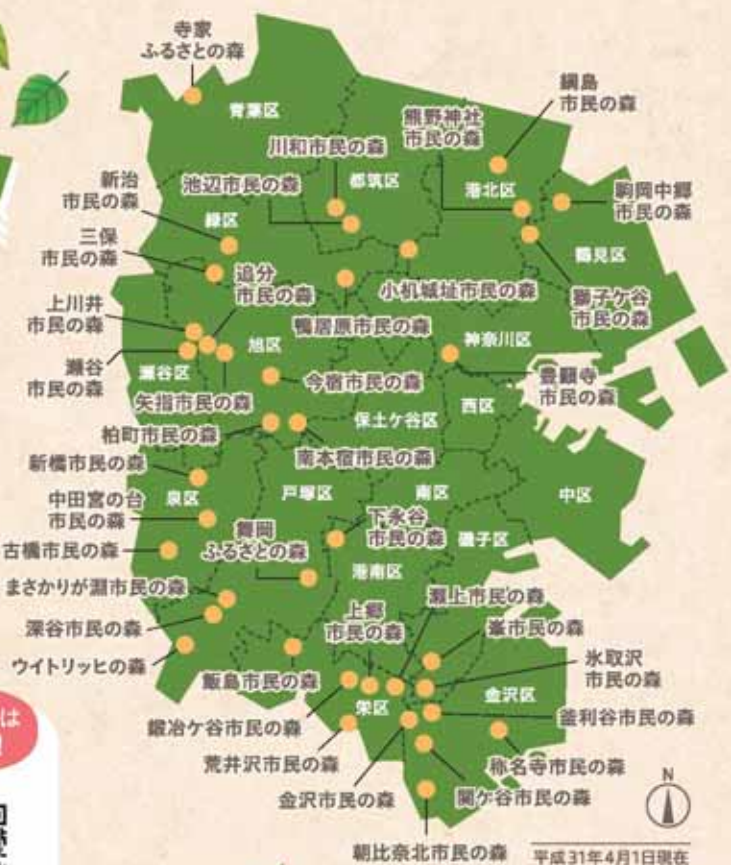 寺家
ふるさとの森
綱島
市民の森
青葉区
熊野神社
市民の森
川和市民の森
都筑区
池辺市民の森
港北区
新治
市民の森
駒岡中郷
市民の森
緑区
三保
市民の森
鶴見区
追分
市民の森
小机城址市民の森
獅子ケ谷
市民の森
上川井
市民の森
鴨居原市民の森
神奈川区
旭区
瀬谷
市民の森
瀬谷区
今宿市民の森
豊顕寺
市民の森
矢指市民の森
西区
保土ケ谷区
柏町市民の森
南本宿市民の森
新橋市民の森
泉区
戸塚区
南区
中区
中田宮の台
市民の森
下永谷
市民の森
舞岡
ふるさとの森
磯子区
古橋市民の森
港南区
まさかりが淵市民の森
瀬上市民の森
上郷
市民の森
深谷市民の森
峯市民の森
ウイトリッヒの森
氷取沢
市民の森
飯島市民の森
金沢区
栄区
釜利谷市民の森
鍛冶ケ谷市民の森
荒井沢市民の森
称名寺市民の森
金沢市民の森
関ケ谷市民の森
朝比奈北市民の森
N
平成31年4月1日現在
は